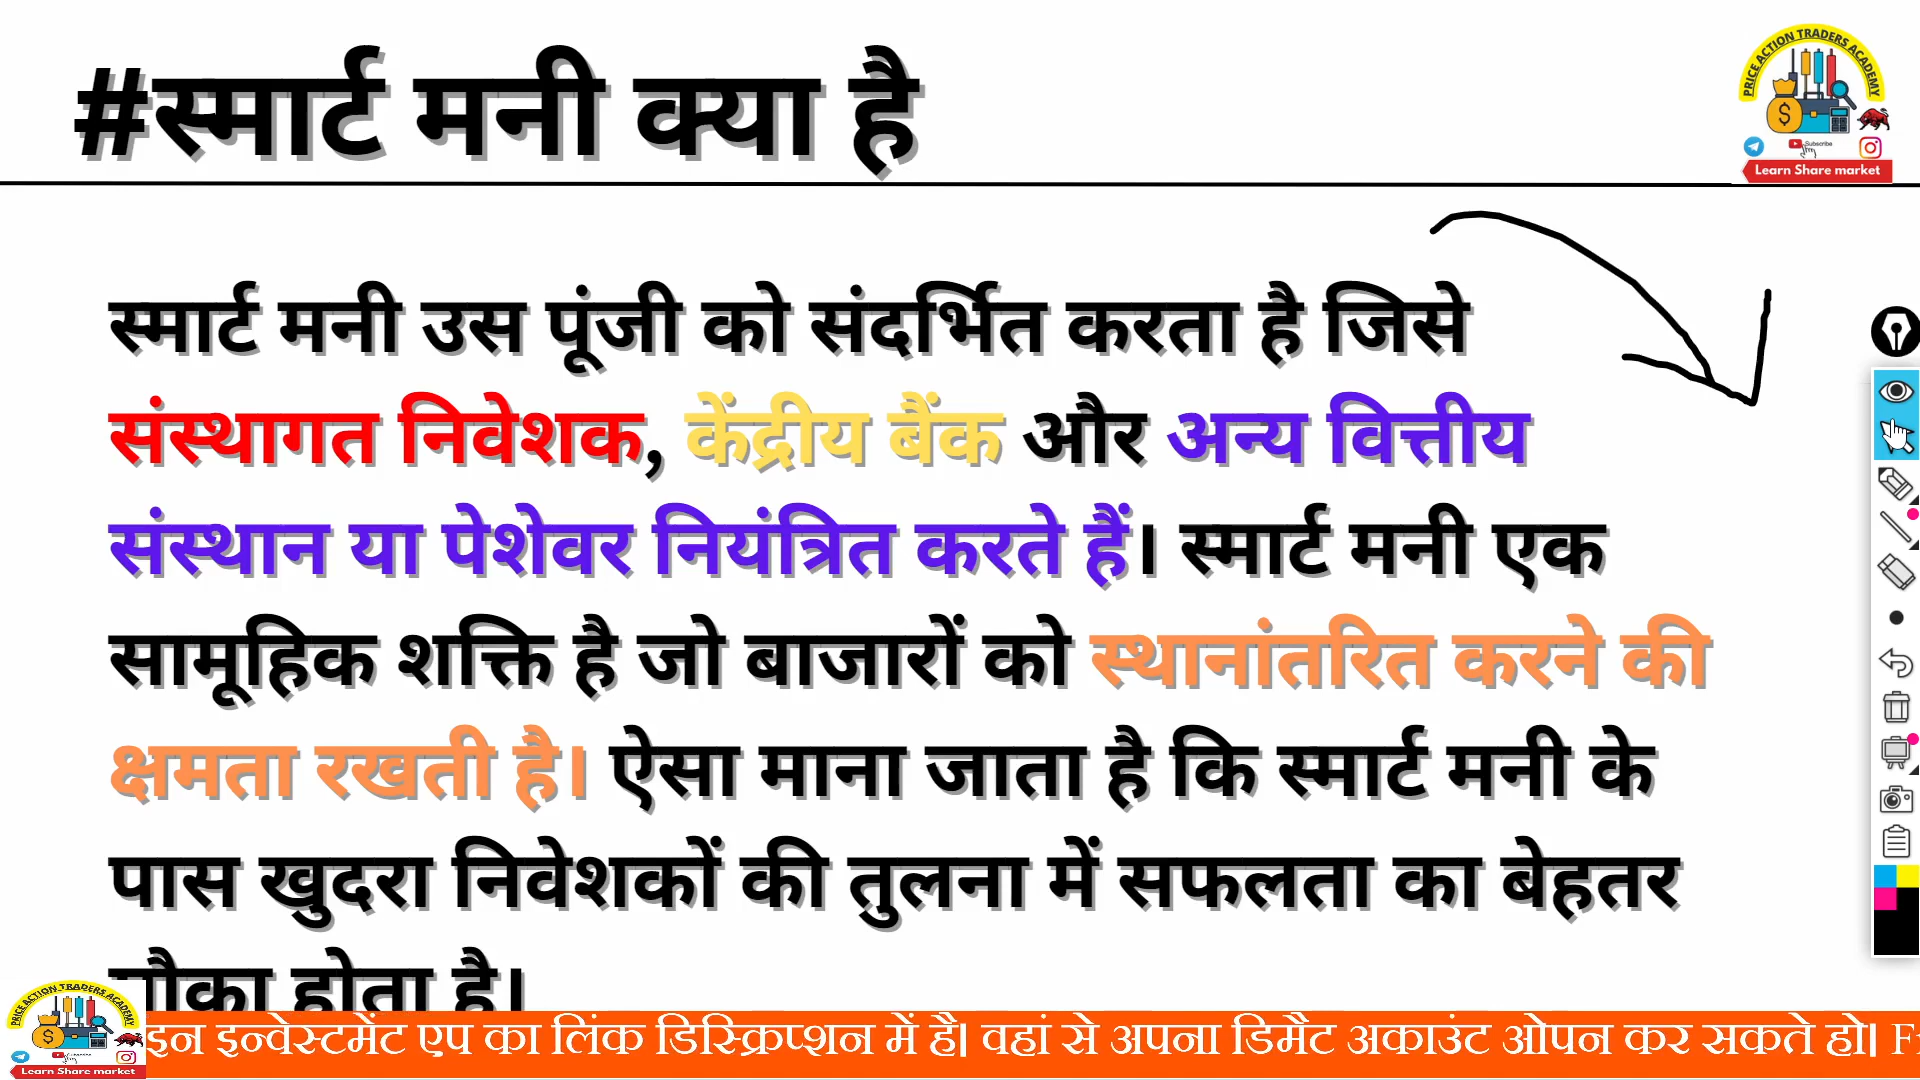 #स्मार्ट मनी क्या है
PRICE ACTION TRADERS ACADEMY
Subscribe
Learn Share market
स्मार्ट मनी उस पूंजी को संदर्भित करता है जिसे
संस्थागत निवेशक, केंद्रीय बैंक और अन्य वित्तीय
संस्थान या पेशेवर नियंत्रित करते हैं। स्मार्ट मनी एक
सामूहिक शक्ति है जो बाजारों को स्थानांतरित करने की
क्षमता रखती है। ऐसा माना जाता है कि स्मार्ट मनी के
पास खुदरा निवेशकों की तुलना में सफलता का बेहतर
मौका होता है।
PRICE ACTION TRADERS ACADEMY
Learn Share market
इन इन्वेस्टमेंट एप का लिंक डिस्क्रिप्शन में है। वहां से अपना डिमैट अकाउंट ओपन कर सकते हो।